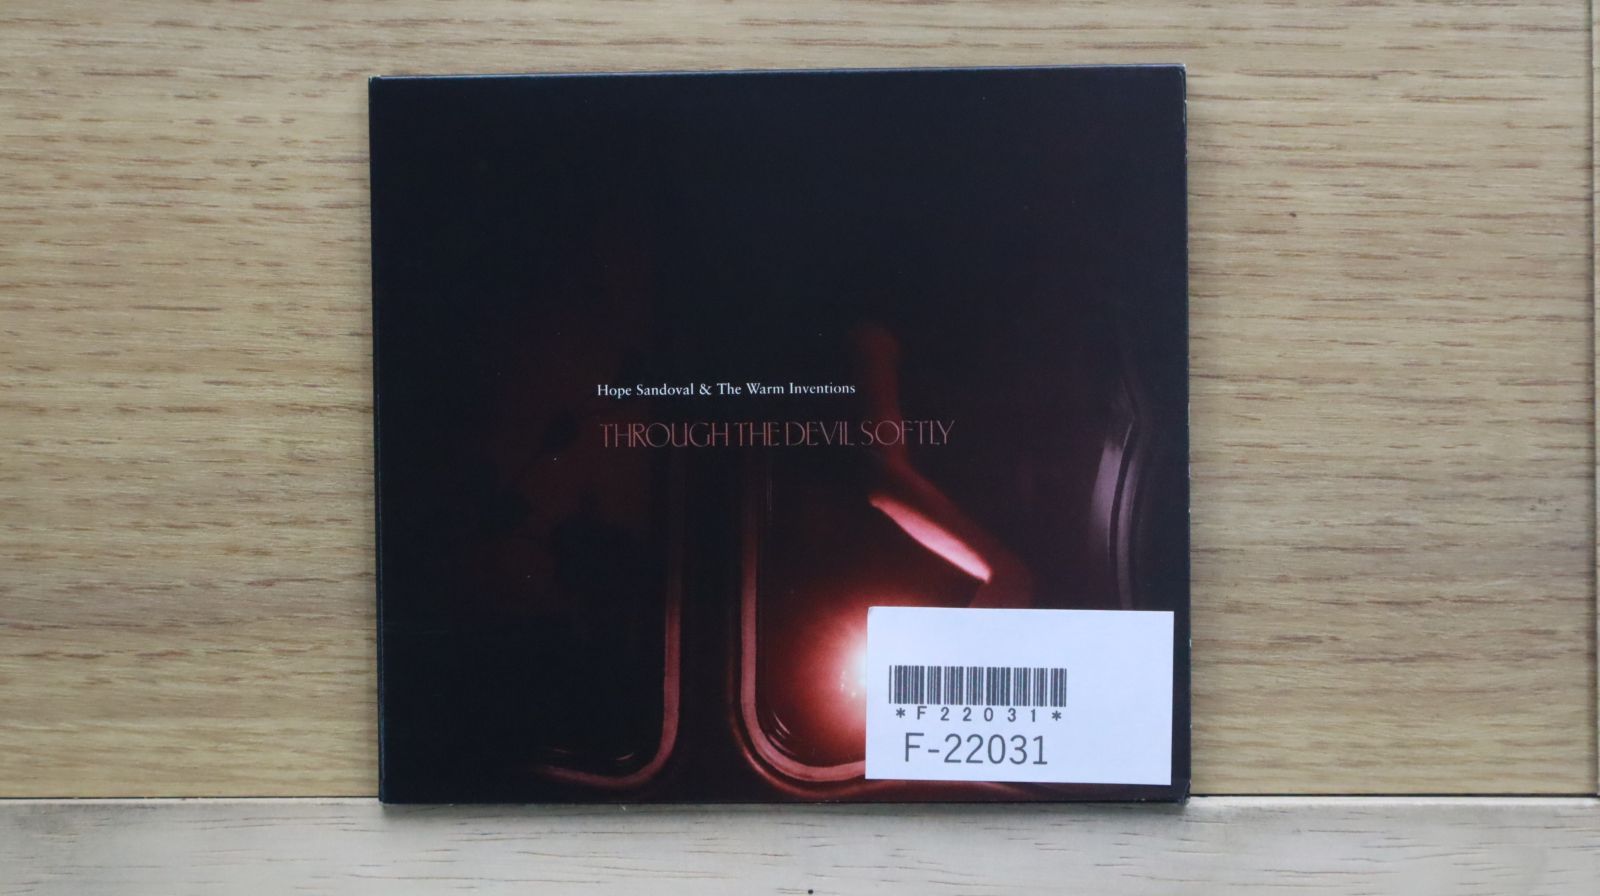 Hope Sandoval & The Warm Inventions
THROUGH THE DEVIL SOFTLY
*F22031*
F-22031